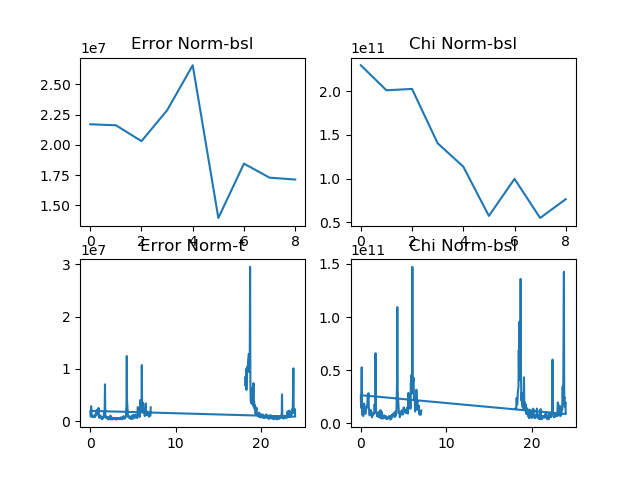 Error Norm-bsl
1e7
2.50
2.25
2.00
1.75
1.50
0 2 4 6 8
Chi Norm-bsl
1e11
2.0
1.5
1.0
0.5
0 2 4 6 8
Error Norm-t
1e7
3
2
1
0
0 10 20
Chi Norm-bsl
1e11
1.5
1.0
0.5
0.0
0 10 20